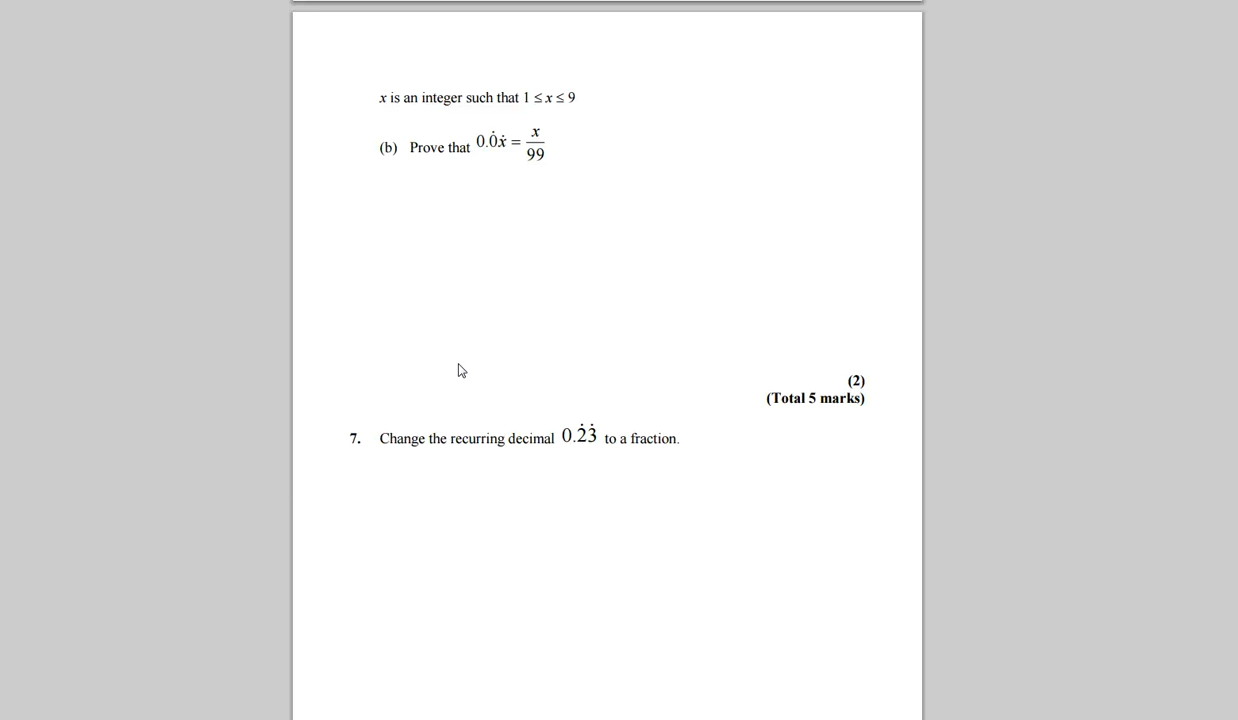 x is an integer such that 1 ≤ x ≤ 9
(b) Prove that 0.0̇ẋ = x/99
(2)
(Total 5 marks)
7. Change the recurring decimal 0.2̇3̇ to a fraction.